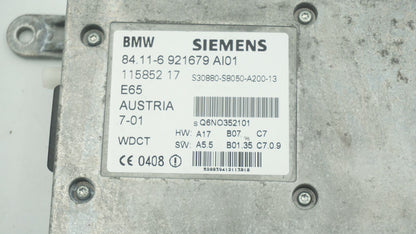 BMW SIEMENS
84.11-6 921679 AI01
115852 17 S30880-S8050-A200-13
E65
AUSTRIA
7-01 S Q6NO352101
HW: A17 B07 C7
WDCT SW: A5.5 B01.35 C7.0.9
CE 0408 !